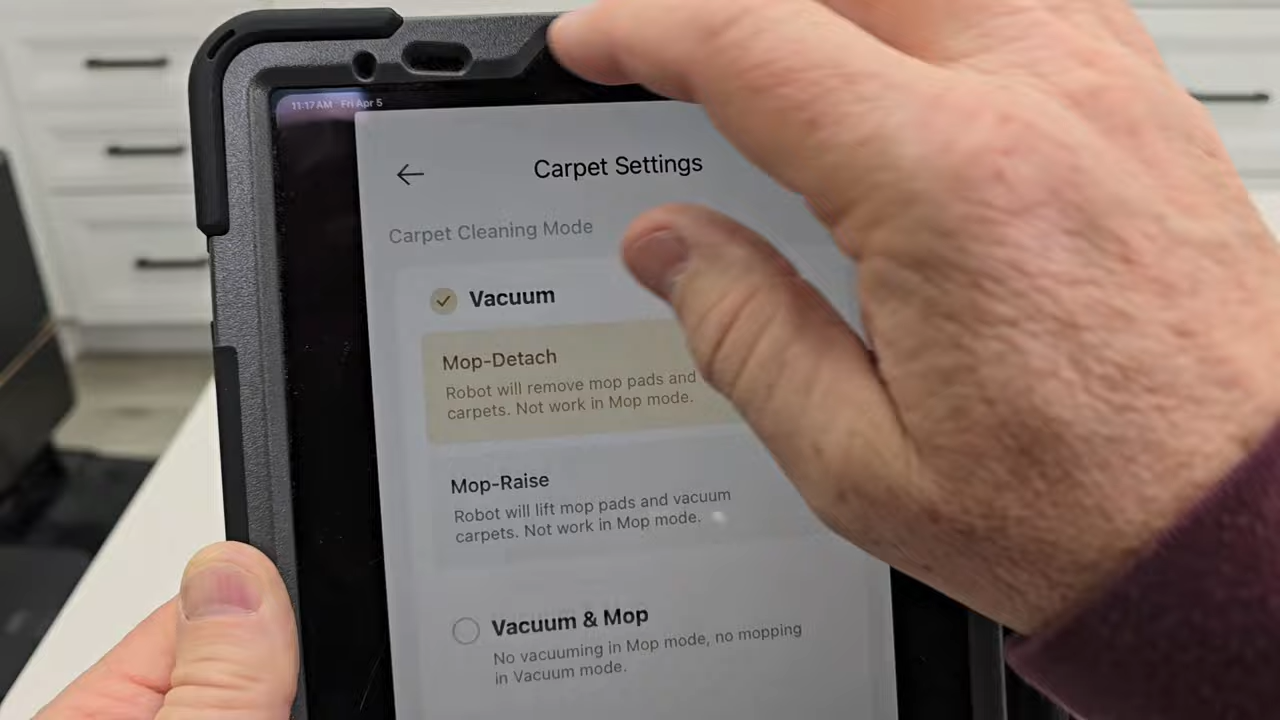 11:17 AM Fri Apr 5
Carpet Settings
Carpet Cleaning Mode
Vacuum
Mop-Detach
Robot will remove mop pads and
carpets. Not work in Mop mode.
Mop-Raise
Robot will lift mop pads and vacuum
carpets. Not work in Mop mode.
Vacuum & Mop
No vacuuming in Mop mode, no mopping
in Vacuum mode.